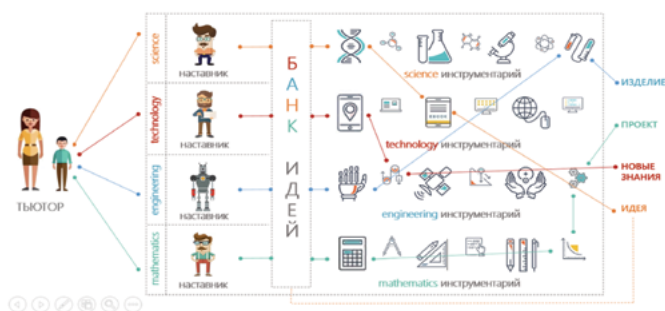 ТЬЮТОР
science
наставник
technology
наставник
engineering
наставник
mathematics
наставник
БАНК ИДЕЙ
science инструментарий
technology инструментарий
engineering инструментарий
mathematics инструментарий
ИЗДЕЛИЕ
ПРОЕКТ
НОВЫЕ
ЗНАНИЯ
ИДЕЯ